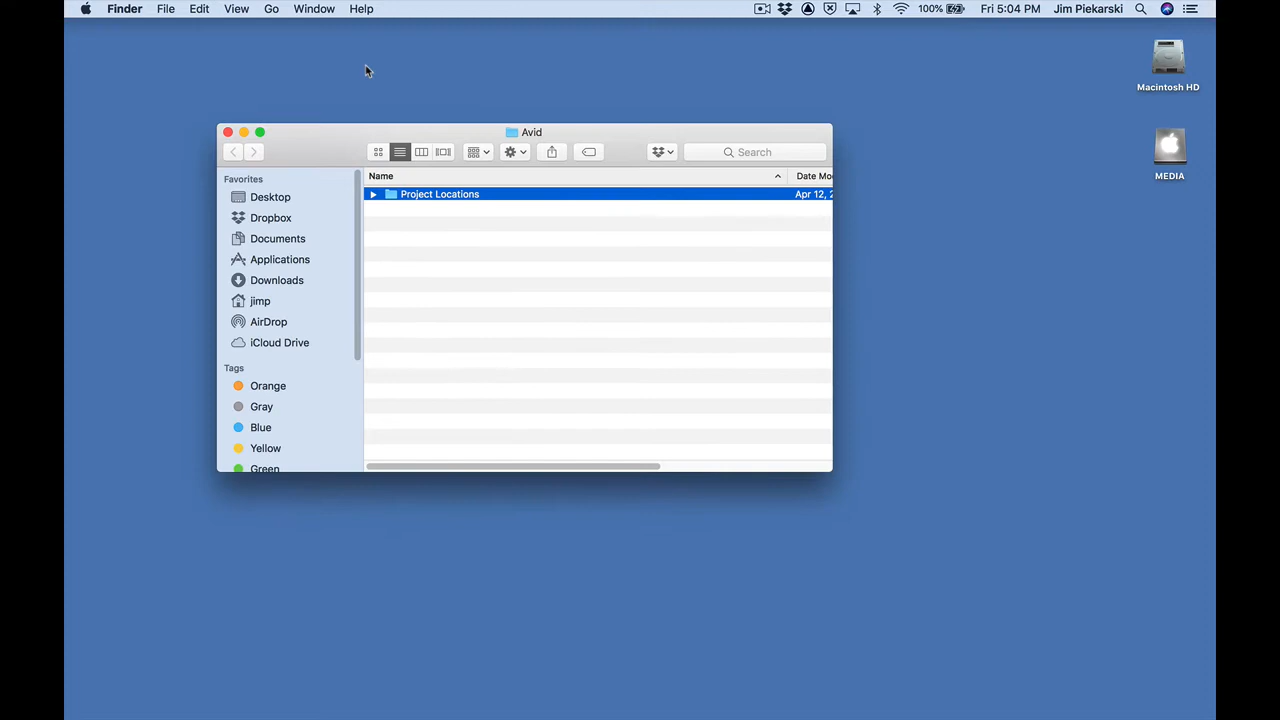 Finder File Edit View Go Window Help 100% Fri 5:04 PM Jim Piekarski
Macintosh HD
MEDIA
Avid
Search
Favorites
Desktop
Dropbox
Documents
Applications
Downloads
jimp
AirDrop
iCloud Drive
Tags
Orange
Gray
Blue
Yellow
Green
Name Date Mo
Project Locations Apr 12, 2